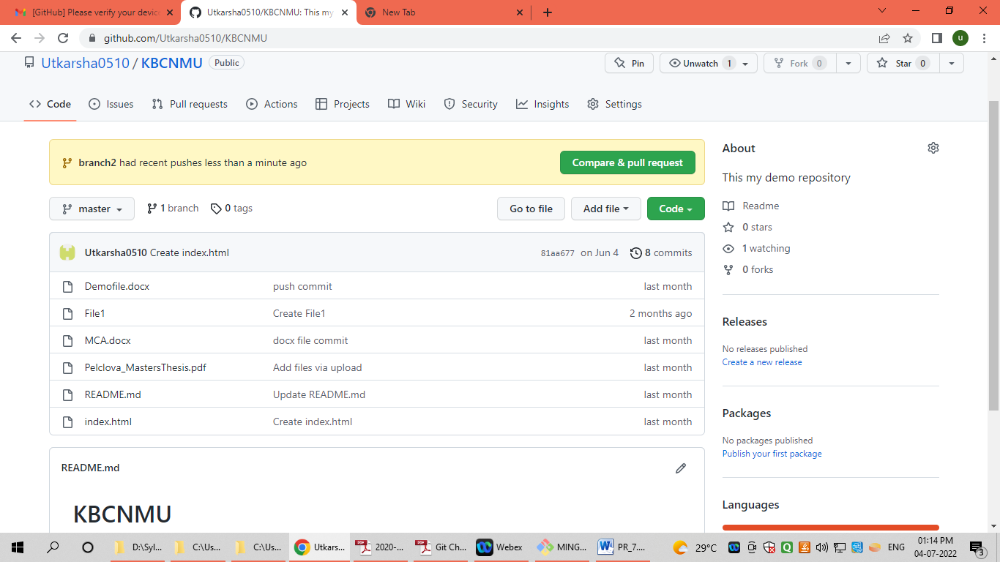 [GitHub] Please verify your device
Utkarsha0510/KBCNMU: This my
New Tab
github.com/Utkarsha0510/KBCNMU
u
Utkarsha0510 / KBCNMU Public
Pin
Unwatch 1
Fork 0
Star 0
Code
Issues
Pull requests
Actions
Projects
Wiki
Security
Insights
Settings
branch2 had recent pushes less than a minute ago
Compare & pull request
master
1 branch
0 tags
Go to file
Add file
Code
Utkarsha0510 Create index.html 81aa677 on Jun 4 8 commits
Demofile.docx push commit last month
File1 Create File1 2 months ago
MCA.docx docx file commit last month
Pelclova_MastersThesis.pdf Add files via upload last month
README.md Update README.md last month
index.html Create index.html last month
README.md
KBCNMU
About
This my demo repository
Readme
0 stars
1 watching
0 forks
Releases
No releases published
Create a new release
Packages
No packages published
Publish your first package
Languages
D:\Syl...
C:\Us...
C:\Us...
Utkars...
2020-...
Git Ch...
Webex
MING...
PR_7....
29°C
ENG
01:14 PM
04-07-2022
3